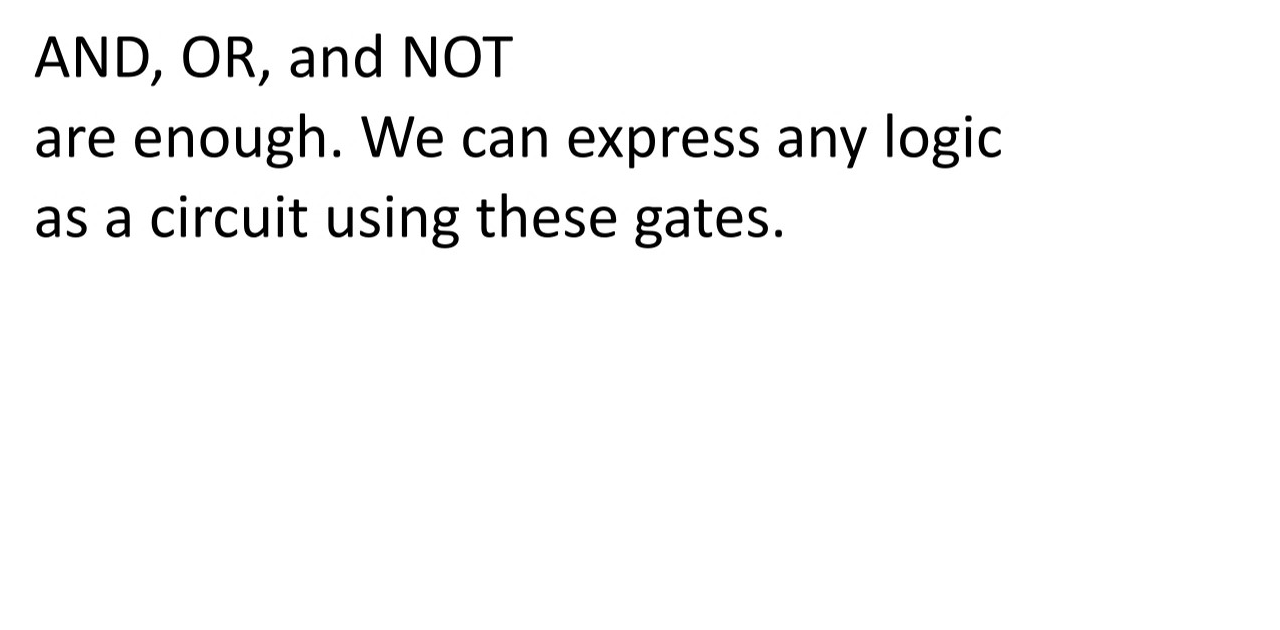 AND, OR, and NOT
are enough. We can express any logic
as a circuit using these gates.